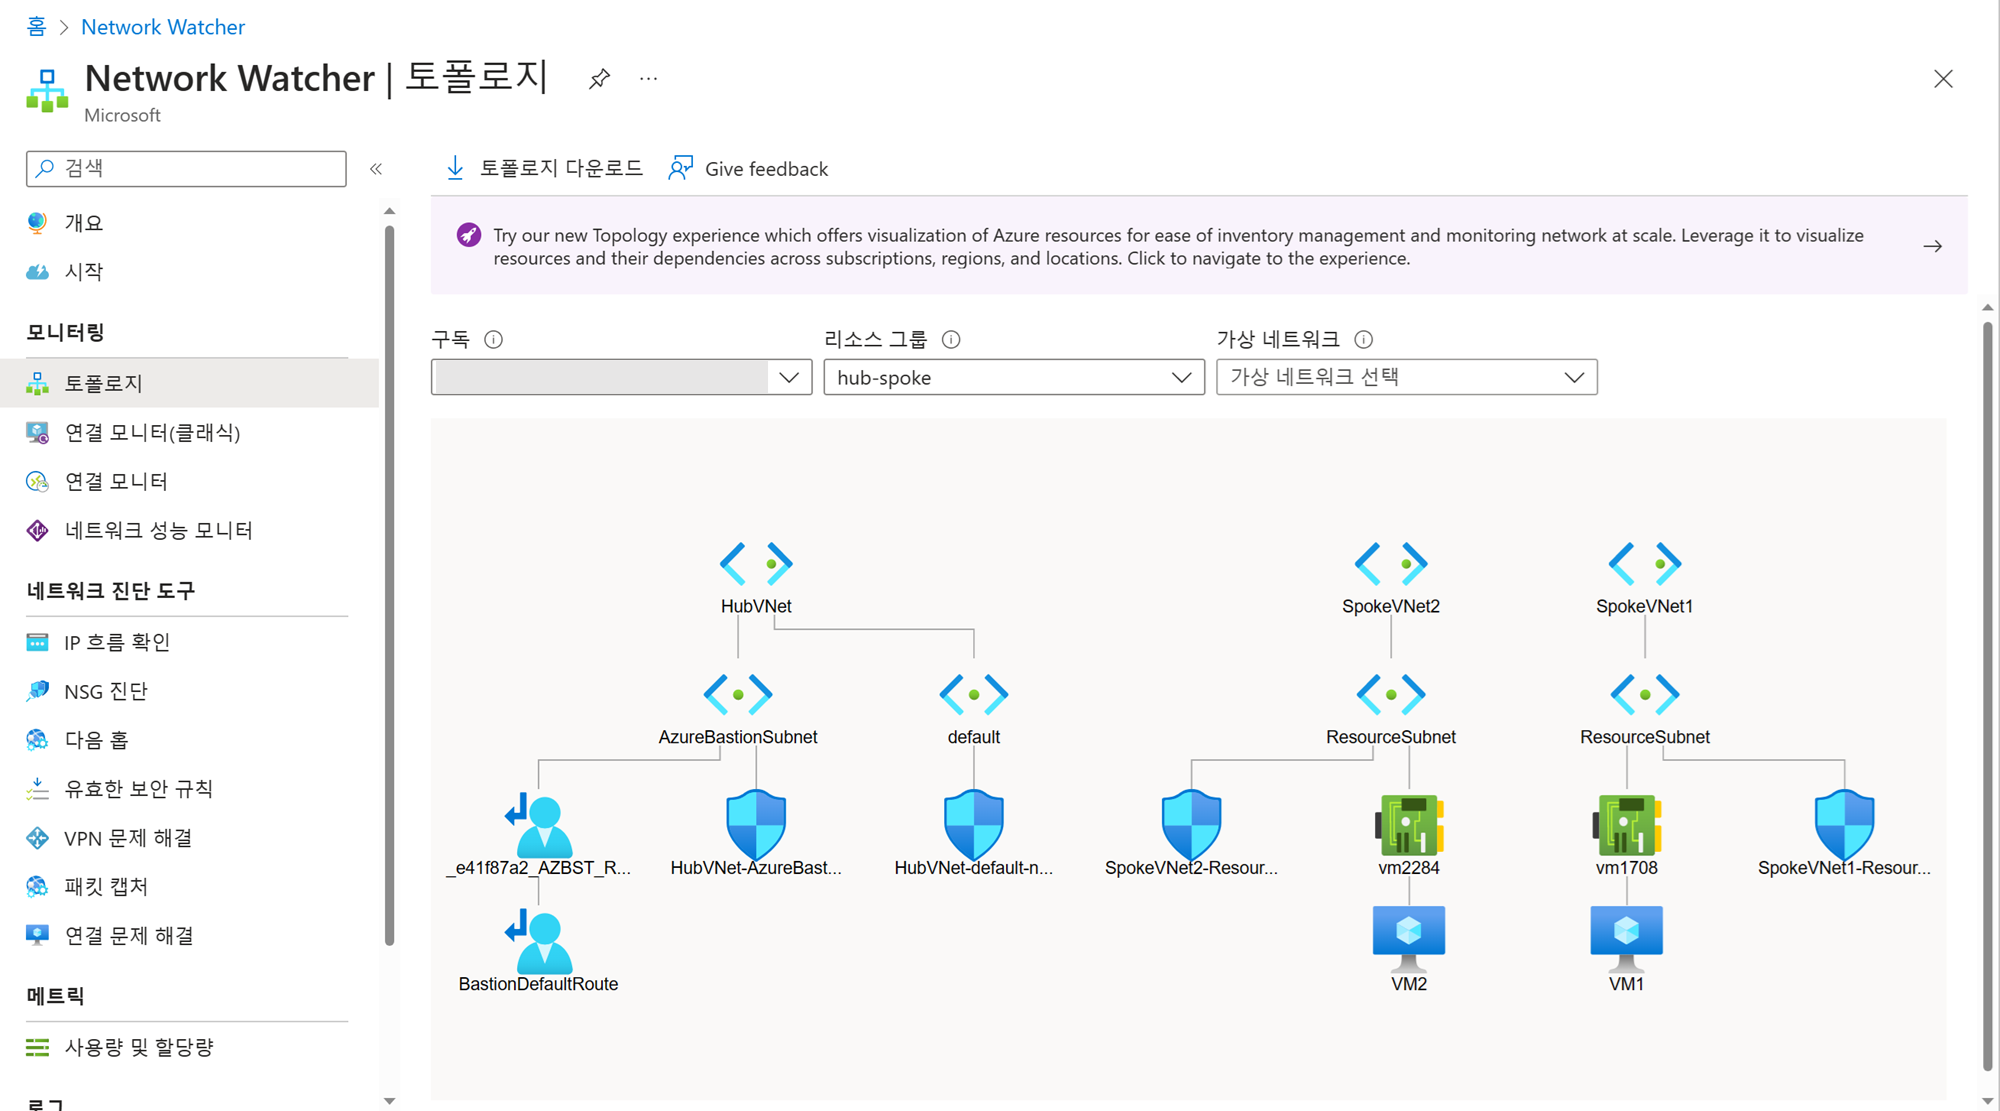 홈 > Network Watcher
Network Watcher | 토폴로지 ...
Microsoft
검색
«
개요
시작
모니터링
토폴로지
연결 모니터(클래식)
연결 모니터
네트워크 성능 모니터
네트워크 진단 도구
IP 흐름 확인
NSG 진단
다음 홉
유효한 보안 규칙
VPN 문제 해결
패킷 캡처
연결 문제 해결
메트릭
사용량 및 할당량
로그
토폴로지 다운로드 Give feedback
Try our new Topology experience which offers visualization of Azure resources for ease of inventory management and monitoring network at scale. Leverage it to visualize
resources and their dependencies across subscriptions, regions, and locations. Click to navigate to the experience.
구독 리소스 그룹 가상 네트워크
hub-spoke 가상 네트워크 선택
HubVNet SpokeVNet2 SpokeVNet1
AzureBastionSubnet default ResourceSubnet ResourceSubnet
_e41f87a2_AZBST_R... HubVNet-AzureBast... HubVNet-default-n... SpokeVNet2-Resour... vm2284 vm1708 SpokeVNet1-Resour...
BastionDefaultRoute VM2 VM1